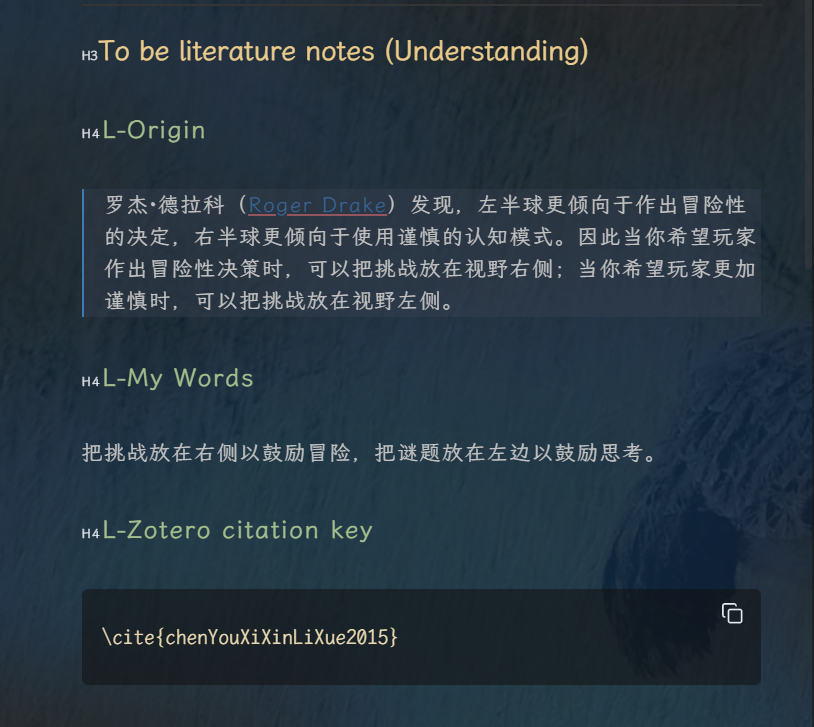 H3To be literature notes (Understanding)
H4L-Origin
罗杰•德拉科（Roger Drake）发现，左半球更倾向于作出冒险性
的决定，右半球更倾向于使用谨慎的认知模式。因此当你希望玩家
作出冒险性决策时，可以把挑战放在视野右侧；当你希望玩家更加
谨慎时，可以把挑战放在视野左侧。
H4L-My Words
把挑战放在右侧以鼓励冒险，把谜题放在左边以鼓励思考。
H4L-Zotero citation key
\cite{chenYouXiXinLiXue2015}